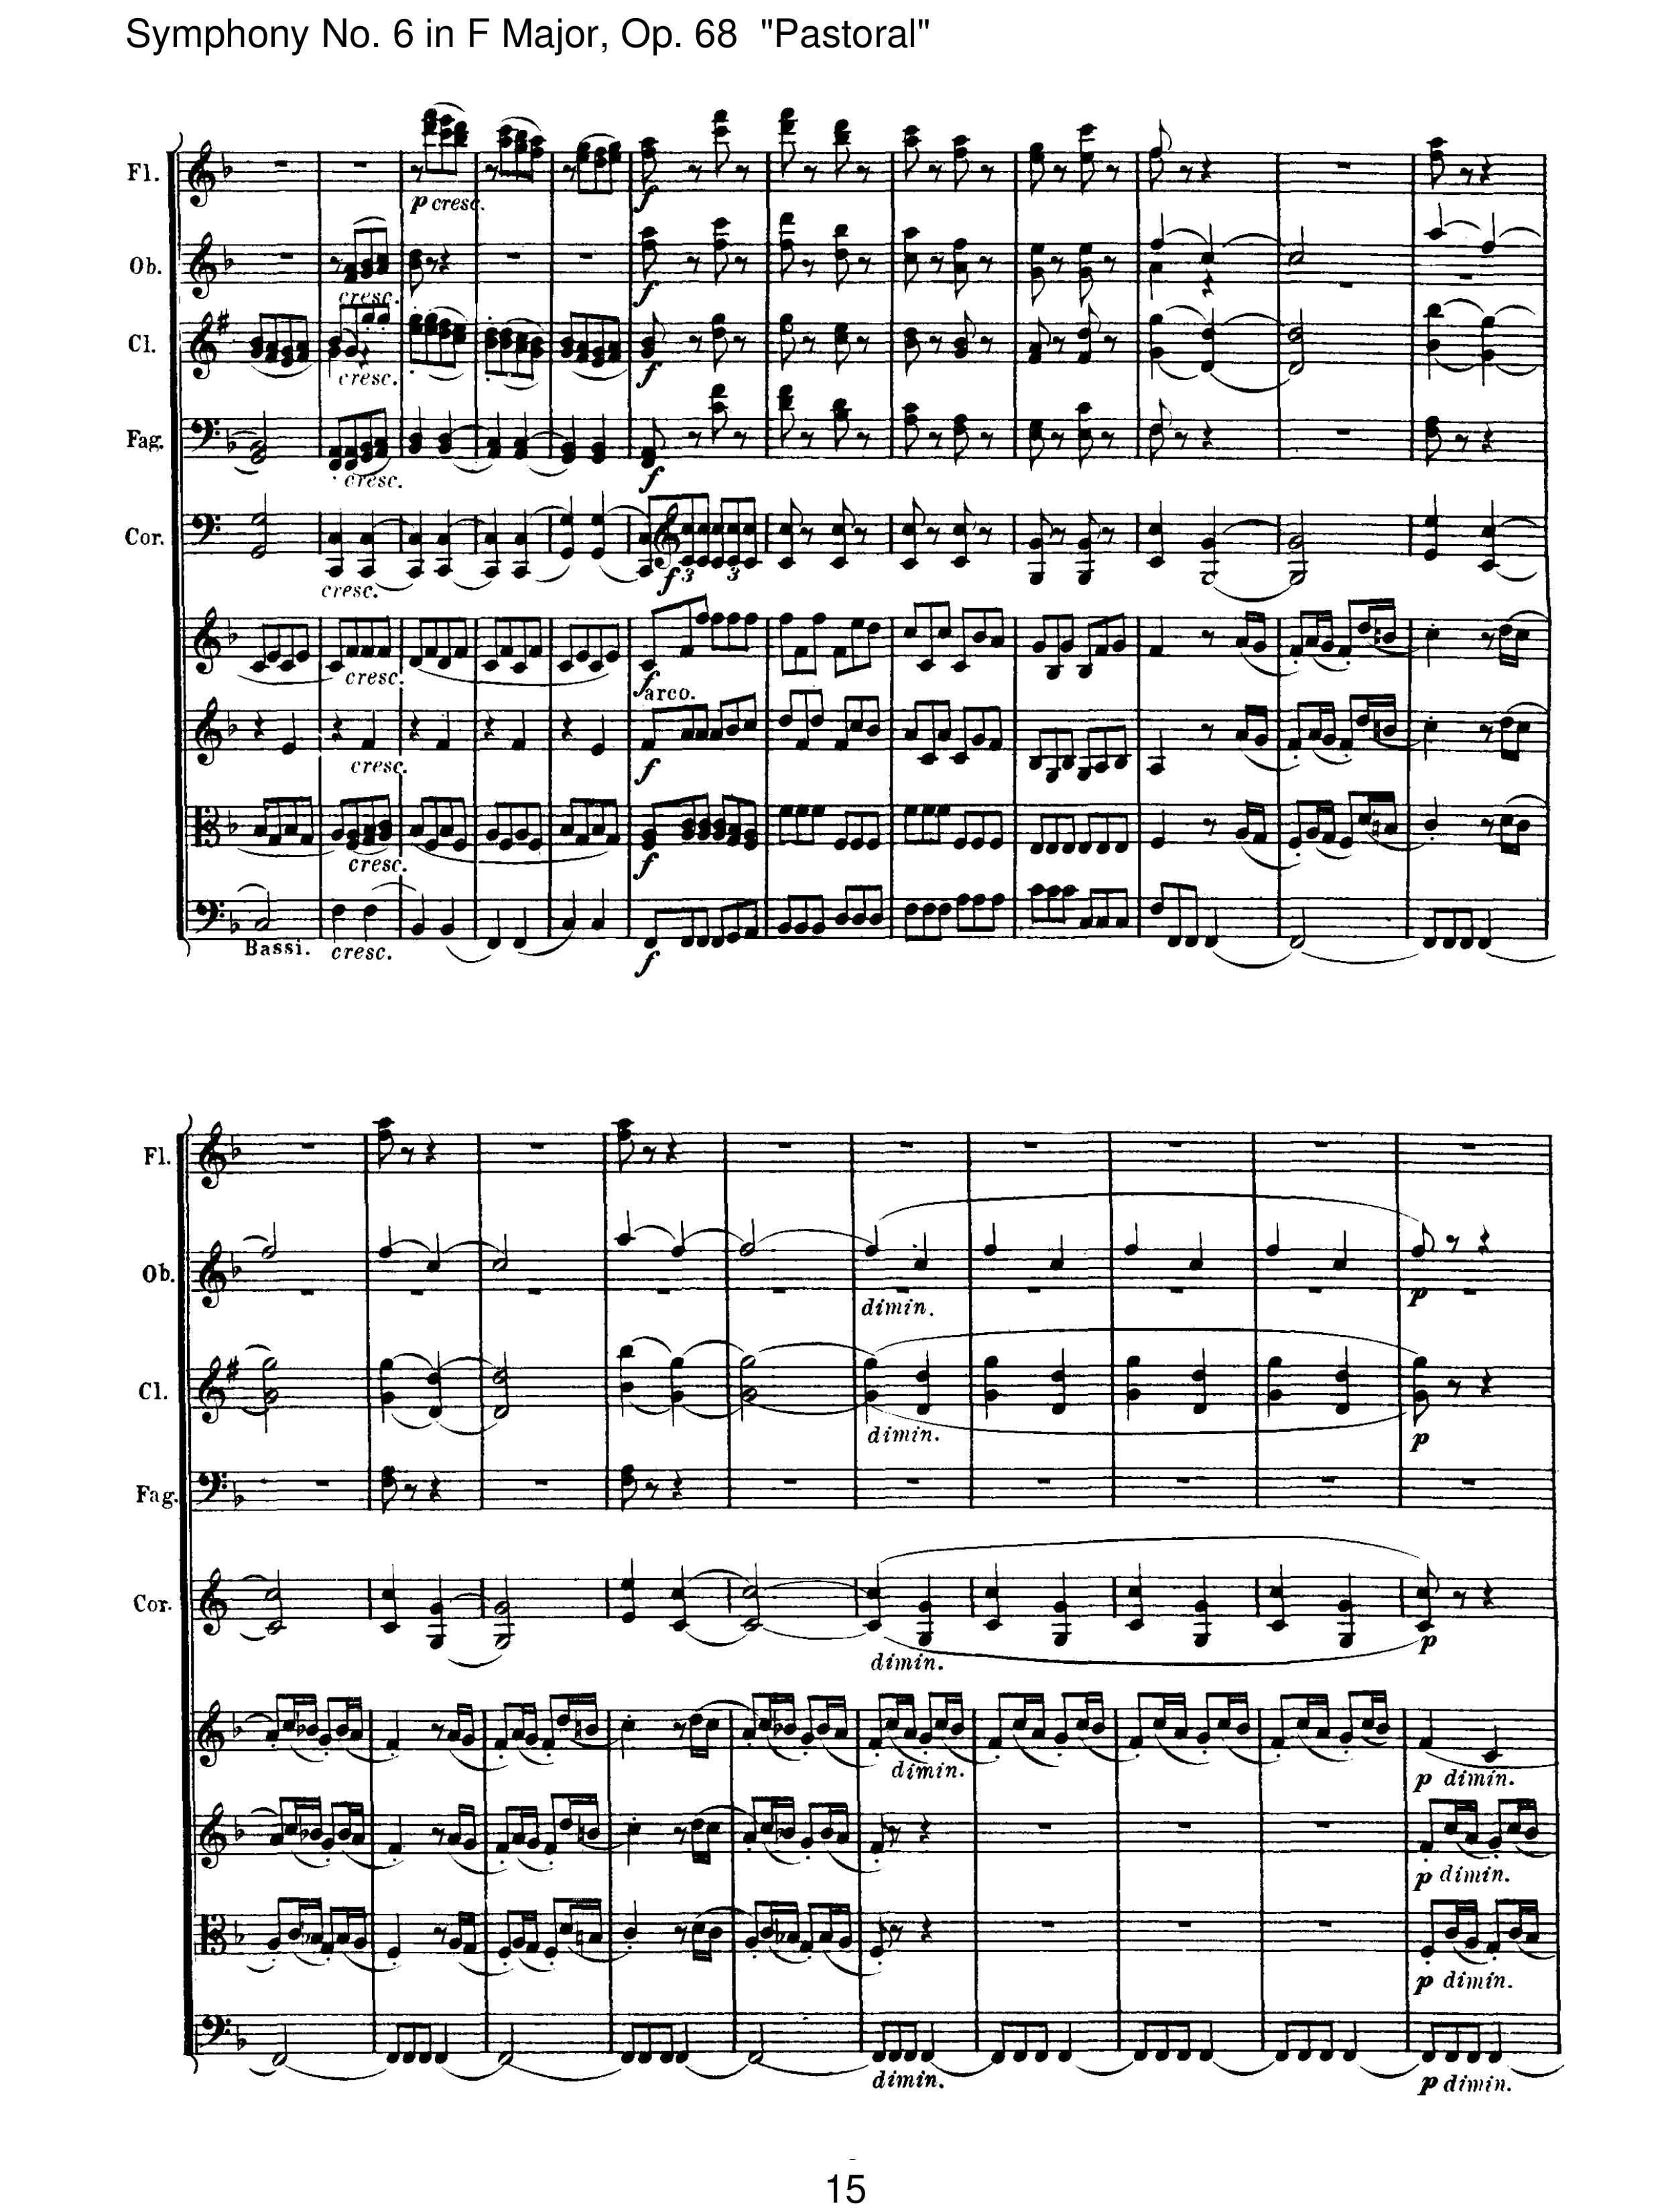 Symphony No. 6 in F Major, Op. 68 "Pastoral"
Fl.
p cresc.
Ob.
cresc.
f
Cl.
cresc.
f
Fag.
cresc.
f
Cor.
cresc.
f 3 3
cresc.
f
arco.
cresc.
f
cresc.
f
Bassi.
cresc.
f
f
Fl.
Ob.
dimin.
p
Cl.
dimin.
p
Fag.
Cor.
dimin.
p
dimin.
p dimin.
p dimin.
p dimin.
dimin.
p dimin.
15